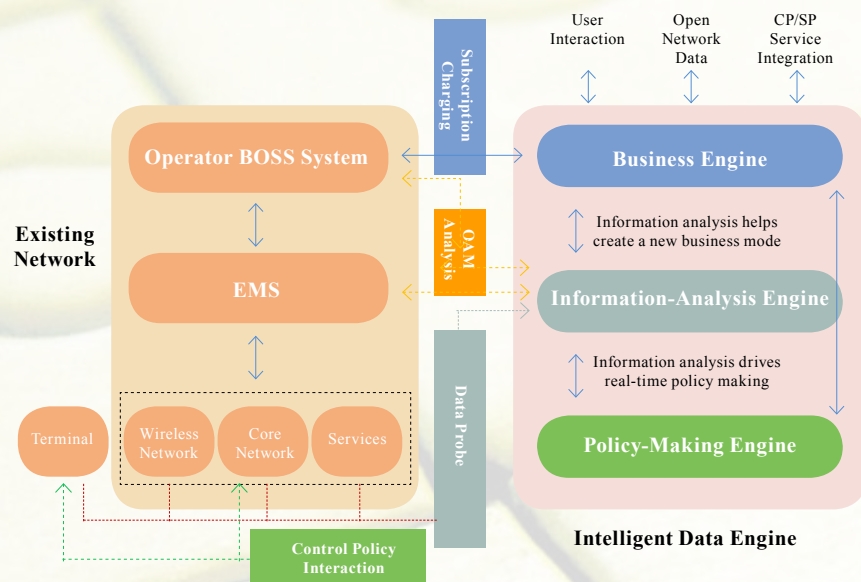 User
Interaction
Open
Network
Data
CP/SP
Service
Integration
Subscription
Charging
Operator BOSS System
Business Engine
Existing
Network
OAM
Analysis
Information analysis helps
create a new business mode
EMS
Information-Analysis Engine
Data Probe
Information analysis drives
real-time policy making
Terminal
Wireless
Network
Core
Network
Services
Policy-Making Engine
Control Policy
Interaction
Intelligent Data Engine